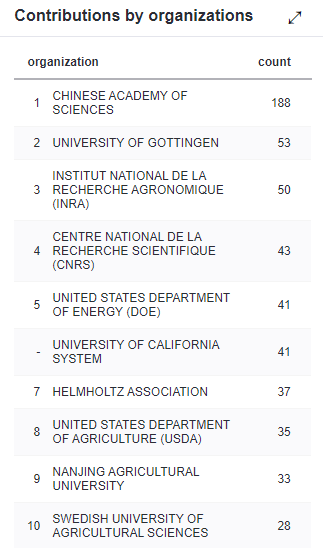 Contributions by organizations
organization count
1 CHINESE ACADEMY OF
SCIENCES 188
2 UNIVERSITY OF GOTTINGEN 53
INSTITUT NATIONAL DE LA
3 RECHERCHE AGRONOMIQUE 50
(INRA)
CENTRE NATIONAL DE LA
4 RECHERCHE SCIENTIFIQUE 43
(CNRS)
5 UNITED STATES DEPARTMENT
OF ENERGY (DOE) 41
- UNIVERSITY OF CALIFORNIA
SYSTEM 41
7 HELMHOLTZ ASSOCIATION 37
8 UNITED STATES DEPARTMENT
OF AGRICULTURE (USDA) 35
9 NANJING AGRICULTURAL
UNIVERSITY 33
10 SWEDISH UNIVERSITY OF
AGRICULTURAL SCIENCES 28